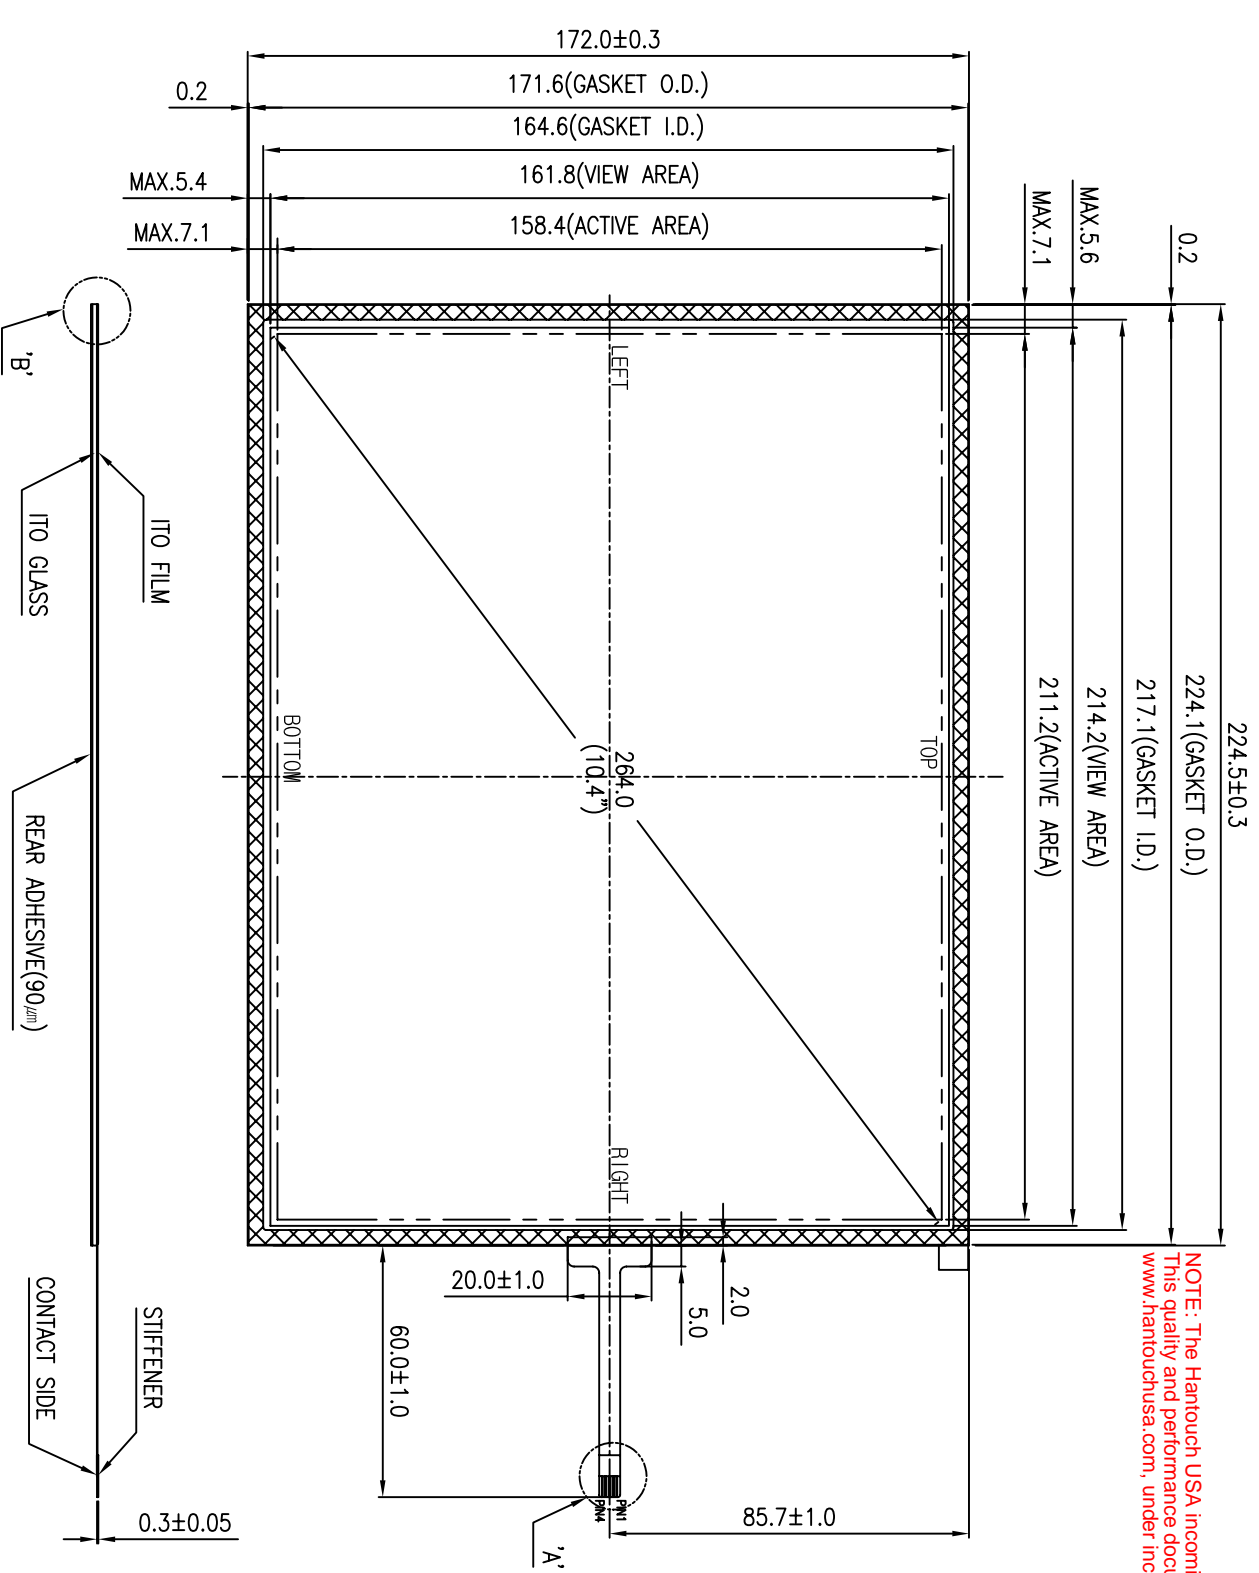 172.0±0.3
171.6(GASKET O.D.)
0.2
164.6(GASKET I.D.)
161.8(VIEW AREA)
MAX.5.4
158.4(ACTIVE AREA)
MAX.7.1
224.5±0.3
224.1(GASKET O.D.)
0.2
217.1(GASKET I.D.)
214.2(VIEW AREA)
MAX.5.6
211.2(ACTIVE AREA)
MAX.7.1
LEFT
TOP
BOTTOM
RIGHT
264.0
(10.4")
'B'
ITO FILM
ITO GLASS
REAR ADHESIVE(90㎛)
STIFFENER
CONTACT SIDE
0.3±0.05
20.0±1.0
2.0
5.0
60.0±1.0
85.7±1.0
PIN1
PIN4
'A'
NOTE: The Hantouch USA incomi
This quality and performance docu
www.hantouchusa.com, under inc